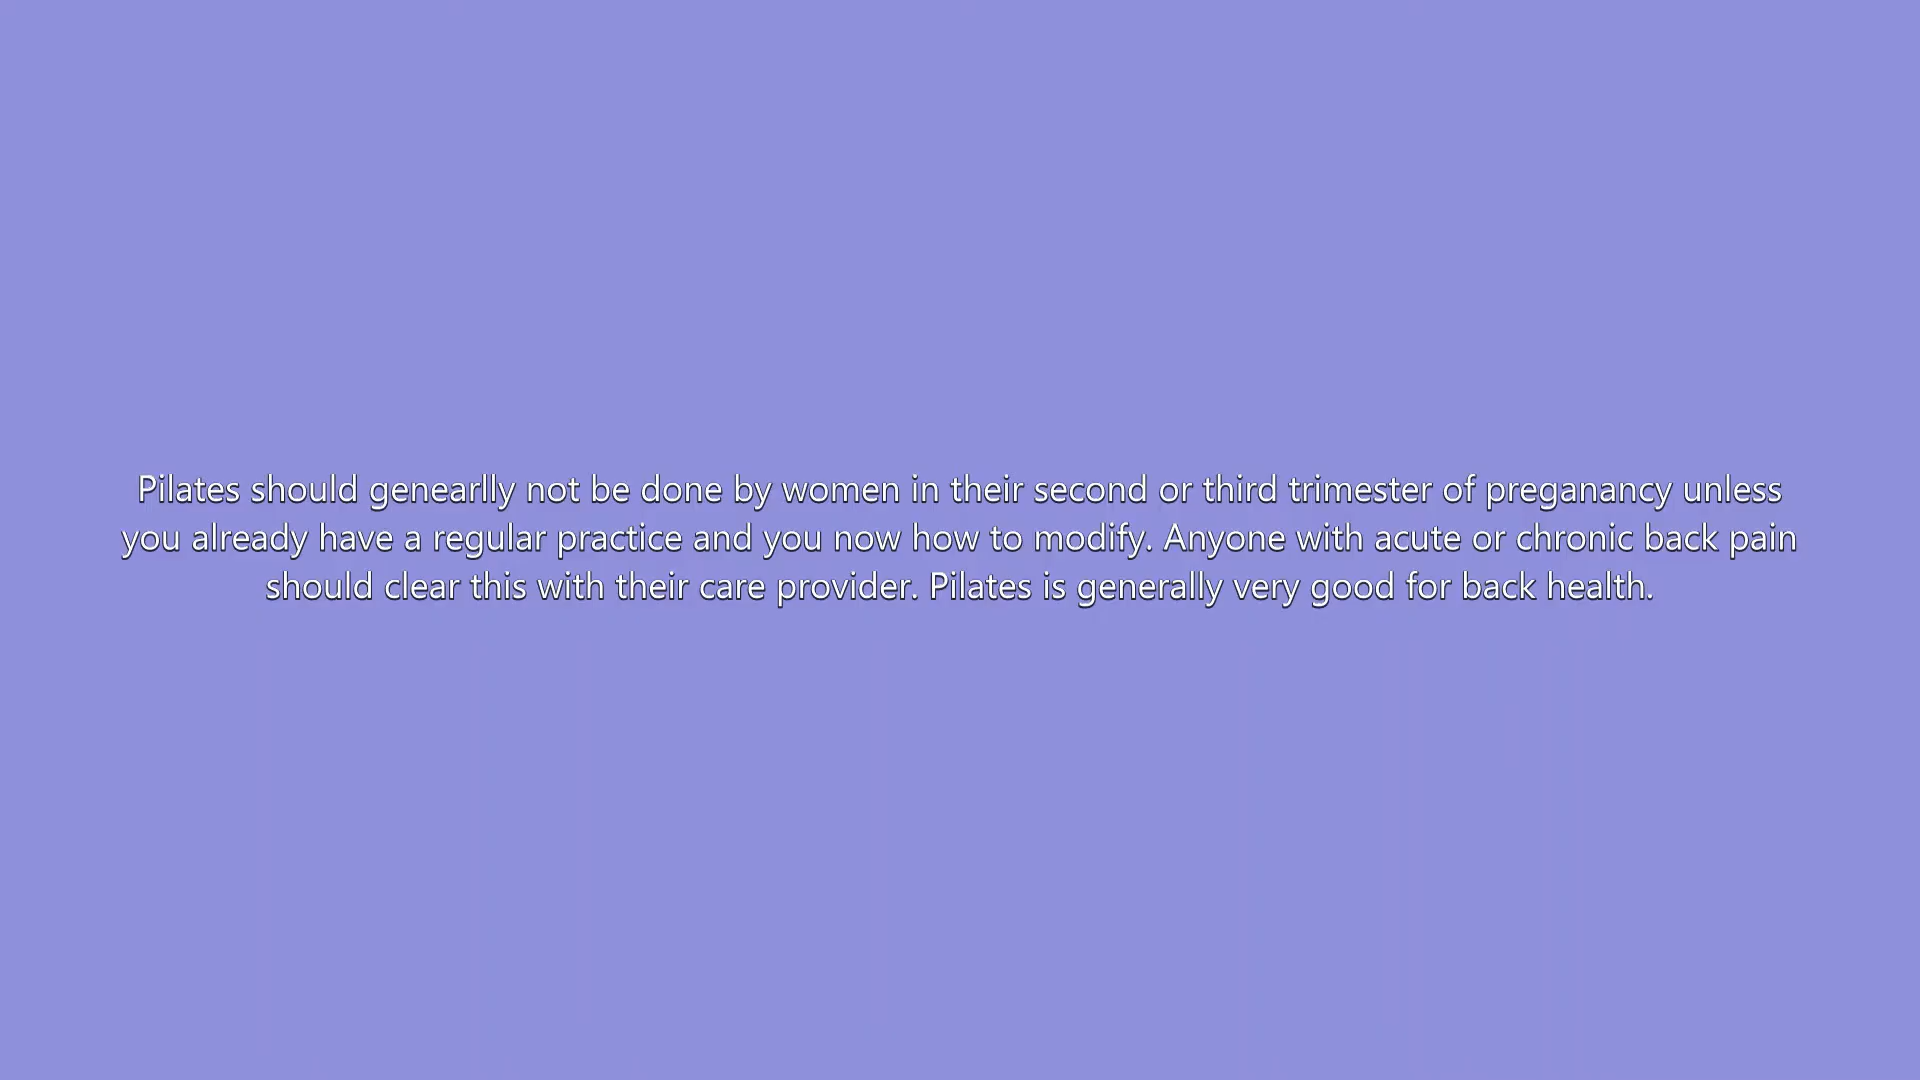 Pilates should genearlly not be done by women in their second or third trimester of preganancy unless
you already have a regular practice and you now how to modify. Anyone with acute or chronic back pain
should clear this with their care provider. Pilates is generally very good for back health.